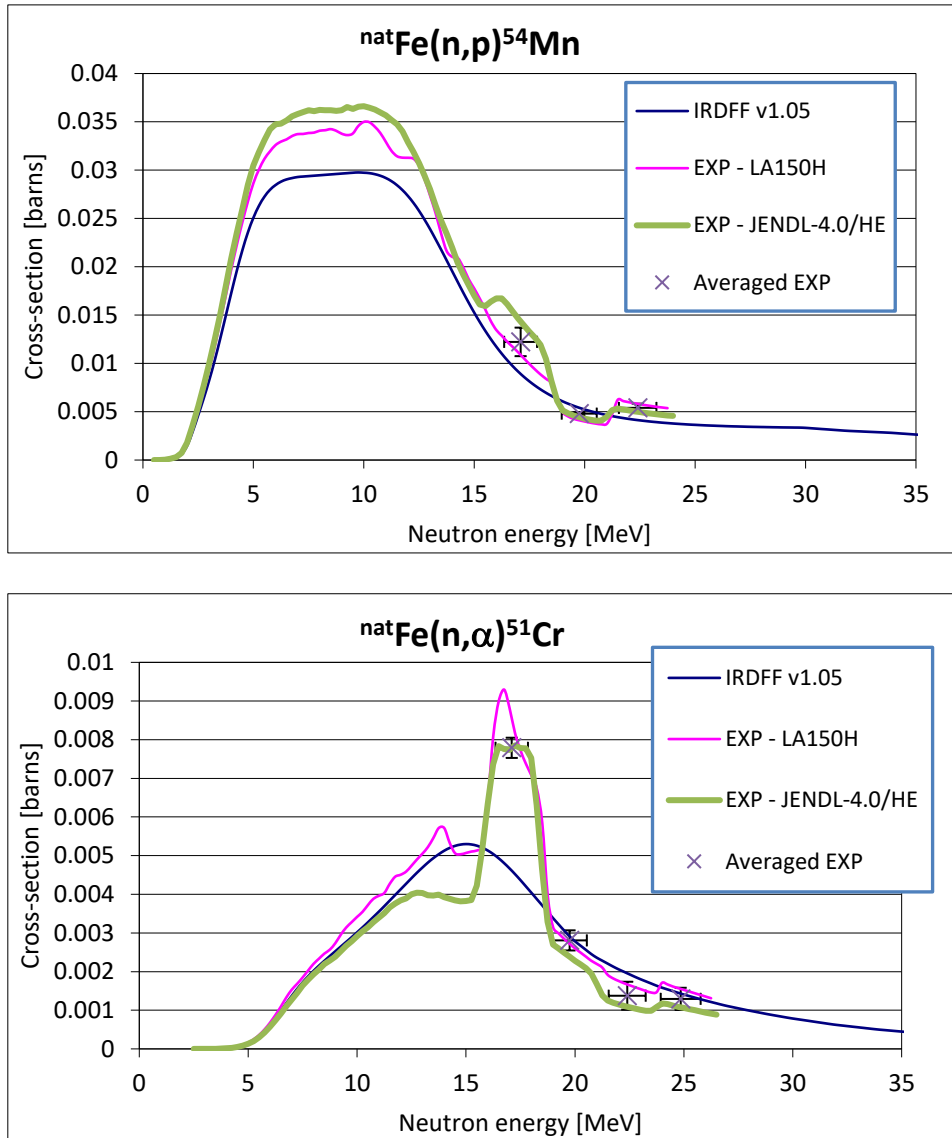 natFe(n,p)54Mn
0.04
0.035
0.03
0.025
0.02
0.015
0.01
0.005
0
Cross-section [barns]
IRDFF v1.05
EXP - LA150H
EXP - JENDL-4.0/HE
Averaged EXP
0 5 10 15 20 25 30 35
Neutron energy [MeV]
natFe(n,α)51Cr
0.01
0.009
0.008
0.007
0.006
0.005
0.004
0.003
0.002
0.001
0
Cross-section [barns]
IRDFF v1.05
EXP - LA150H
EXP - JENDL-4.0/HE
Averaged EXP
0 5 10 15 20 25 30 35
Neutron energy [MeV]